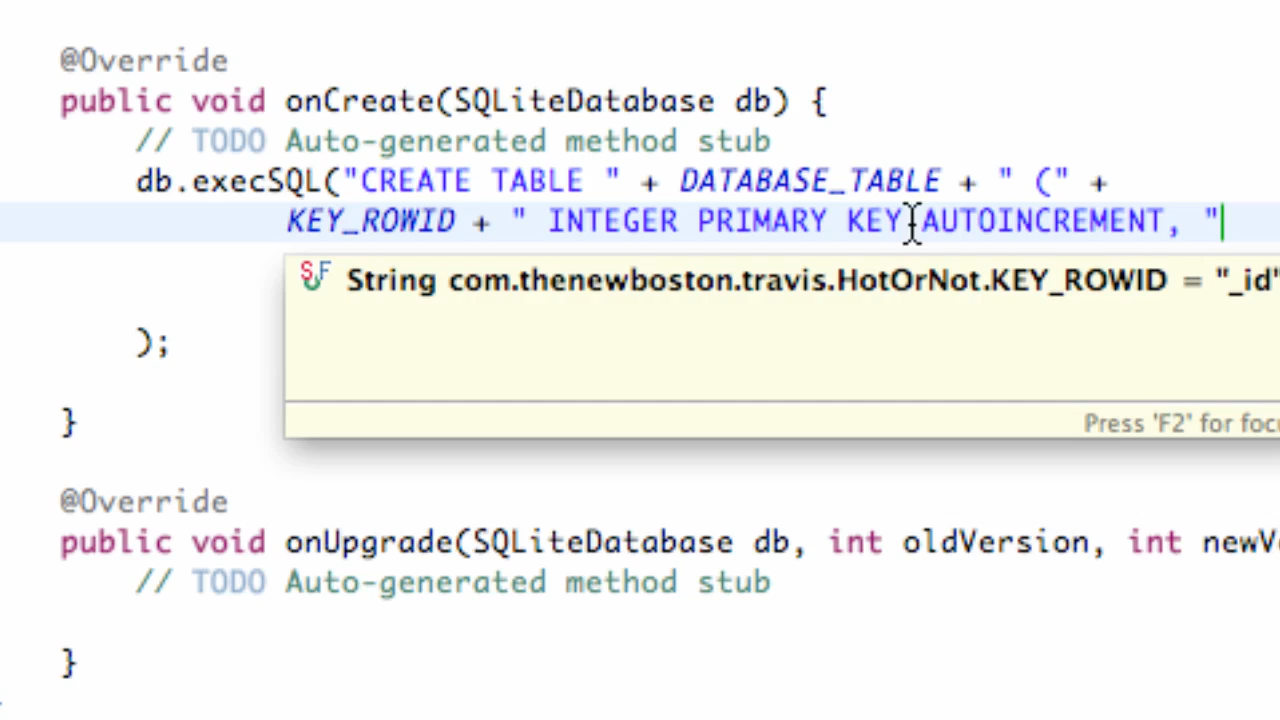 @Override
public void onCreate(SQLiteDatabase db) {
// TODO Auto-generated method stub
db.execSQL("CREATE TABLE " + DATABASE_TABLE + " (" +
KEY_ROWID + " INTEGER PRIMARY KEY AUTOINCREMENT, "
String com.thenewboston.travis.HotOrNot.KEY_ROWID = "_id"
);
Press 'F2' for focu
}
@Override
public void onUpgrade(SQLiteDatabase db, int oldVersion, int newVe
// TODO Auto-generated method stub
}